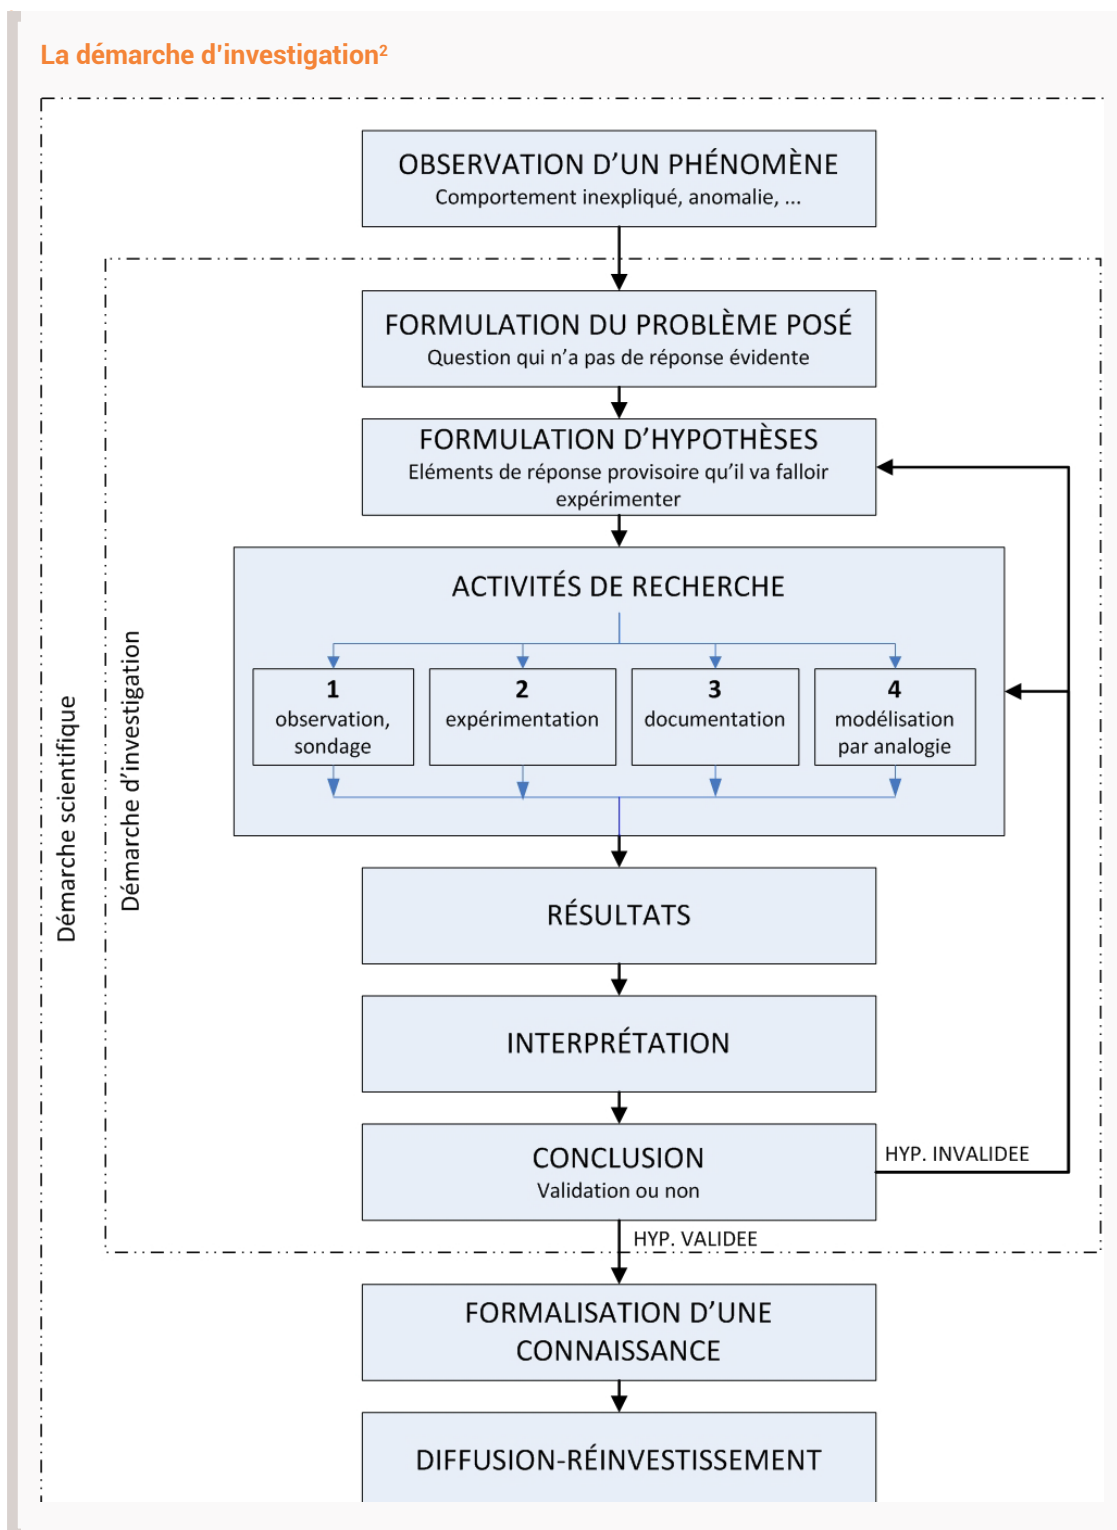 La démarche d'investigation²
OBSERVATION D’UN PHÉNOMÈNE
Comportement inexpliqué, anomalie, ...
FORMULATION DU PROBLÈME POSÉ
Question qui n’a pas de réponse évidente
FORMULATION D’HYPOTHÈSES
Eléments de réponse provisoire qu’il va falloir
expérimenter
ACTIVITÉS DE RECHERCHE
1
observation,
sondage
2
expérimentation
3
documentation
4
modélisation
par analogie
Démarche scientifique
Démarche d’investigation
RÉSULTATS
INTERPRÉTATION
CONCLUSION
Validation ou non
HYP. INVALIDEE
HYP. VALIDEE
FORMALISATION D’UNE
CONNAISSANCE
DIFFUSION-RÉINVESTISSEMENT